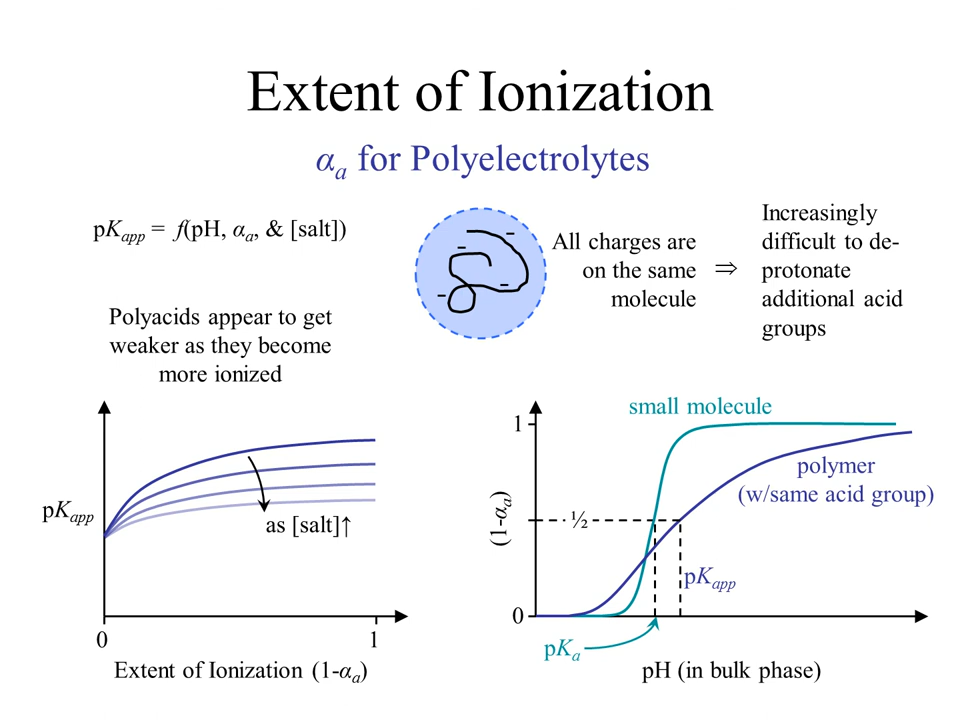 Extent of Ionization
αₐ for Polyelectrolytes
pKapp = f(pH, αₐ, & [salt])
Polyacids appear to get
weaker as they become
more ionized
- -
- -
All charges are
on the same
molecule
⇒
Increasingly
difficult to de-
protonate
additional acid
groups
pKapp
as [salt]↑
0 1
Extent of Ionization (1-αₐ)
small molecule
1
polymer
(w/same acid group)
(1-αₐ)
½
pKapp
0
pKₐ
pH (in bulk phase)